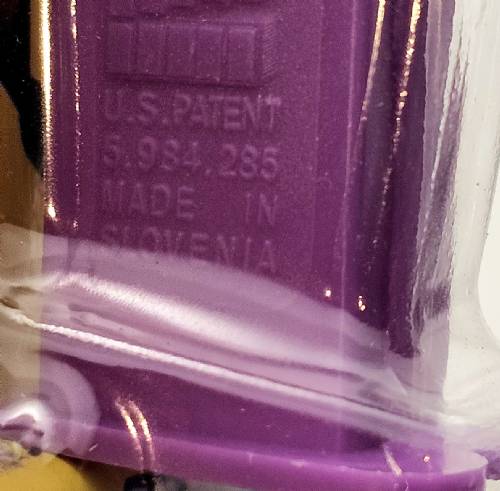 U.S.PATENT
5.984.285
MADE IN
SLOVENIA